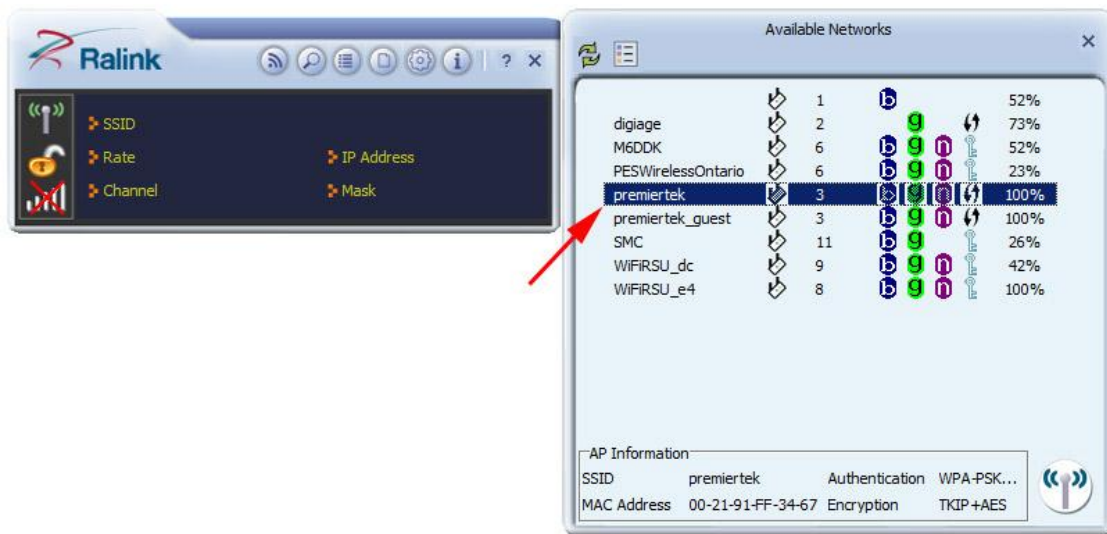 Ralink
? ×
SSID
Rate
IP Address
Channel
Mask
Available Networks
×
1 b 52%
digiage 2 g 73%
M6DDK 6 b g n 52%
PESWirelessOntario 6 b g n 23%
premiertek 3 b g n 100%
premiertek_guest 3 b g n 100%
SMC 11 b g 26%
WiFiRSU_dc 9 b g n 42%
WiFiRSU_e4 8 b g n 100%
AP Information
SSID premiertek Authentication WPA-PSK...
MAC Address 00-21-91-FF-34-67 Encryption TKIP+AES